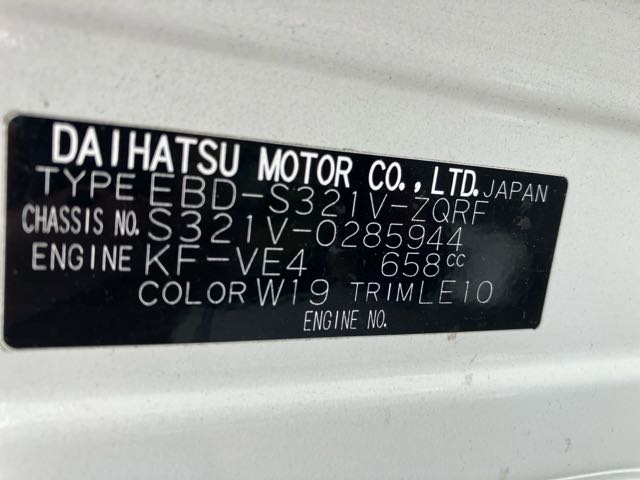 DAIHATSU MOTOR CO., LTD. JAPAN
TYPE EBD-S321V-ZQRF
CHASSIS NO. S321V-0285944
ENGINE KF-VE4 658cc
COLOR W19 TRIM LE10
ENGINE NO.